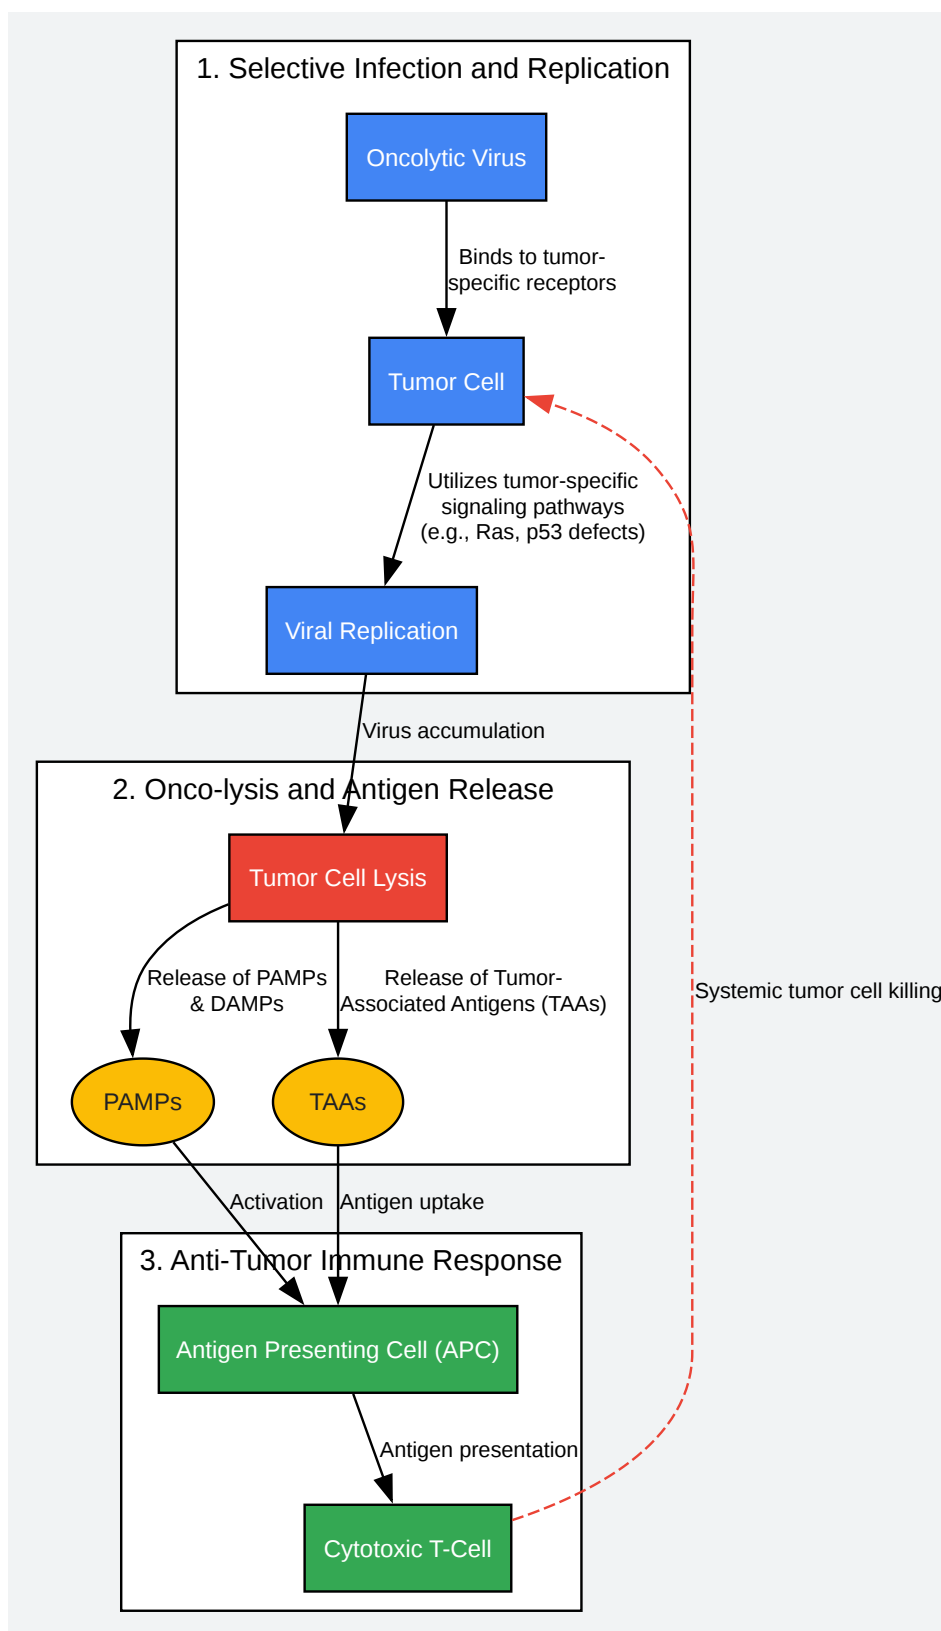 1. Selective Infection and Replication
Oncolytic Virus
Binds to tumor-
specific receptors
Tumor Cell
Utilizes tumor-specific
signaling pathways
(e.g., Ras, p53 defects)
Viral Replication
Virus accumulation
2. Onco-lysis and Antigen Release
Tumor Cell Lysis
Release of PAMPs
& DAMPs
Release of Tumor-
Associated Antigens (TAAs)
Systemic tumor cell killing
PAMPs
TAAs
Activation
Antigen uptake
3. Anti-Tumor Immune Response
Antigen Presenting Cell (APC)
Antigen presentation
Cytotoxic T-Cell